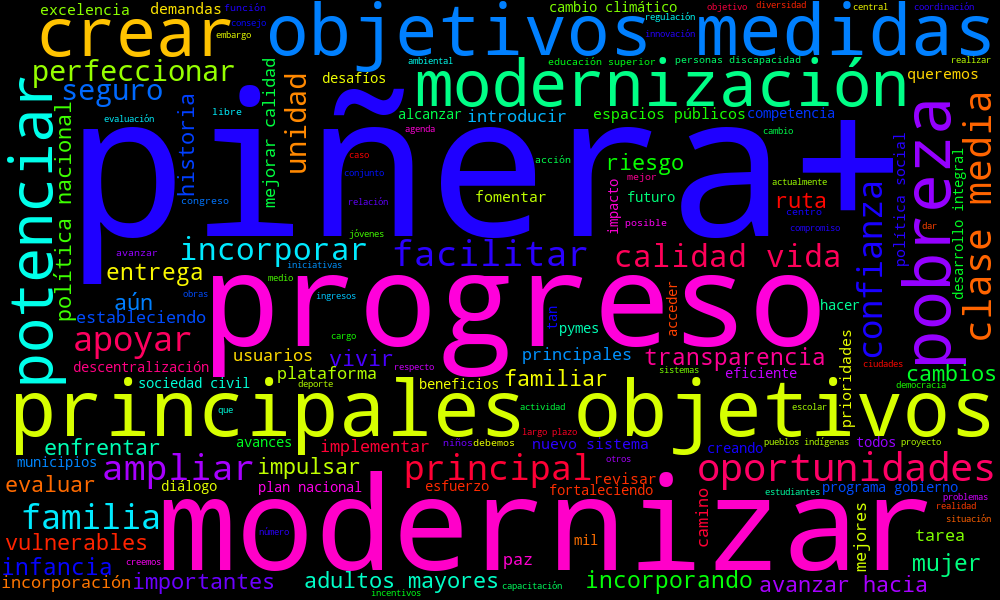 excelencia
demandas
función
consejo
embargo
crear
objetivos
cambio climático
regulación
innovación
objetivo
diversidad
central
coordinación
medidas
perfeccionar
seguro
unidad
desafíos
ambiental
modernización
educación superior
personas discapacidad
realizar
queremos
potenciar
política nacional
evaluación
historia
libre
mejorar calidad
alcanzar
introducir
espacios públicos
competencia
agenda
cambio
piñera+
caso
conjunto
relación
congreso
acción
riesgo
mejor
fomentar
impacto
futuro
posible
actualmente
ruta
centro
compromiso
confianza
política social
pobreza
dar
desarrollo integral
clase media
jóvenes
avanzar
incorporar
facilitar
calidad vida
entrega
iniciativas
medio
progreso
aún
obras
ingresos
estableciendo
cargo
tan
acceder
hacer
pymes
apoyar
usuarios
vivir
principales
transparencia
prioridades
descentralización
plataforma
respecto
sistemas
eficiente
ciudades
cambios
sociedad civil
deporte
beneficios
familiar
democracia
principales objetivos
que
actividad
escolar
largo plazo
enfrentar
avances
implementar
niños
debemos
nuevo sistema
creando
pueblos indígenas
todos
proyecto
municipios
ampliar
impulsar
principal
otros
revisar
oportunidades
evaluar
diálogo
plan nacional
esfuerzo
fortaleciendo
estudiantes
programa gobierno
problemas
familia
modernizar
camino
realidad
situación
número
mil
vulnerables
mejores
tarea
infancia
creemos
paz
mujer
incorporación
importantes
adultos mayores
capacitación
incorporando
avanzar hacia
incentivos